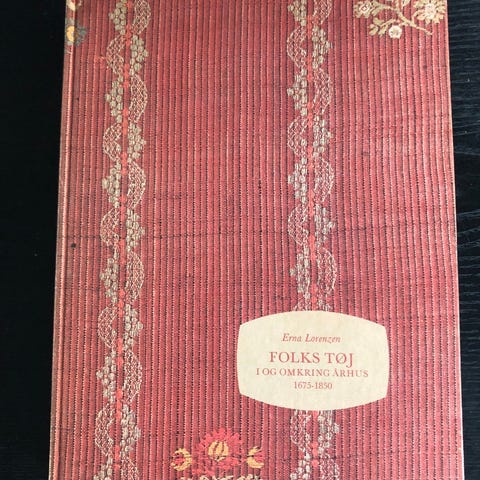 Erna Lorenzen
FOLKS TØJ
I OG OMKRING ÅRHUS
1675-1850